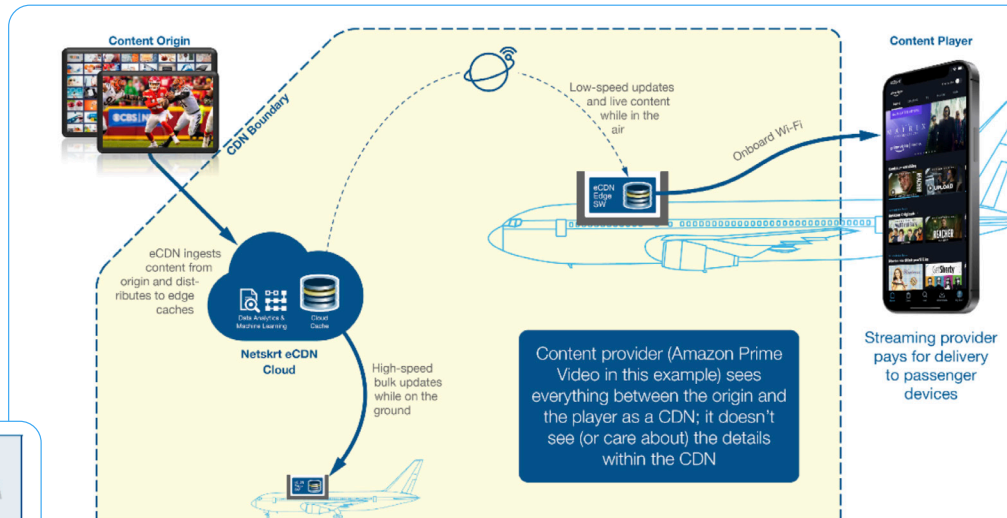 Content Origin
CBS
CDN Boundary
Low-speed updates
and live content
while in the
air
Onboard Wi-Fi
Content Player
eCDN
Edge
SW
eCDN ingests
content from
origin and dist-
ributes to edge
caches
Data Analytics &
Machine Learning
Cloud
Cache
Netskrt eCDN
Cloud
High-speed
bulk updates
while on the
ground
Content provider (Amazon Prime
Video in this example) sees
everything between the origin and
the player as a CDN; it doesn't
see (or care about) the details
within the CDN
UPLOAD
REACHER
GetShorty
Streaming provider
pays for delivery
to passenger
devices